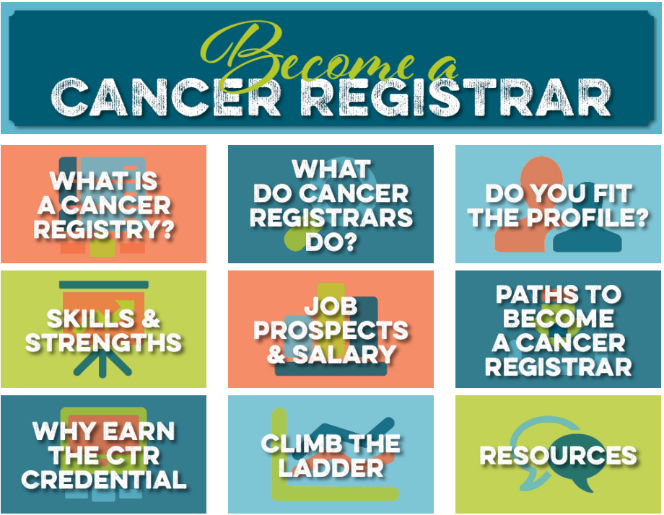 Become a
CANCER REGISTRAR
WHAT IS
A CANCER
REGISTRY?
WHAT
DO CANCER
REGISTRARS
DO?
DO YOU FIT
THE PROFILE?
SKILLS &
STRENGTHS
JOB
PROSPECTS
& SALARY
PATHS TO
BECOME
A CANCER
REGISTRAR
WHY EARN
THE CTR
CREDENTIAL
CLIMB THE
LADDER
RESOURCES